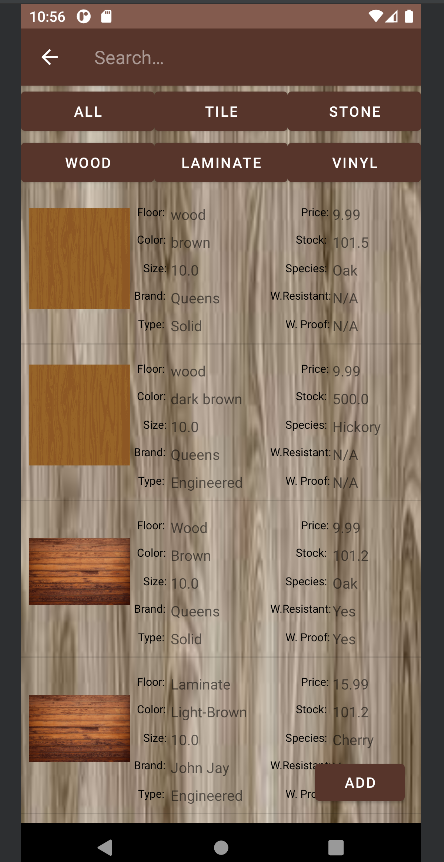 10:56
Search...
ALL TILE STONE
WOOD LAMINATE VINYL
Floor: wood Price: 9.99
Color: brown Stock: 101.5
Size: 10.0 Species: Oak
Brand: Queens W.Resistant: N/A
Type: Solid W. Proof: N/A
Floor: wood Price: 9.99
Color: dark brown Stock: 500.0
Size: 10.0 Species: Hickory
Brand: Queens W.Resistant: N/A
Type: Engineered W. Proof: N/A
Floor: Wood Price: 9.99
Color: Brown Stock: 101.2
Size: 10.0 Species: Oak
Brand: Queens W.Resistant: Yes
Type: Solid W. Proof: Yes
Floor: Laminate Price: 15.99
Color: Light-Brown Stock: 101.2
Size: 10.0 Species: Cherry
Brand: John Jay
Type: Engineered W.
ADD